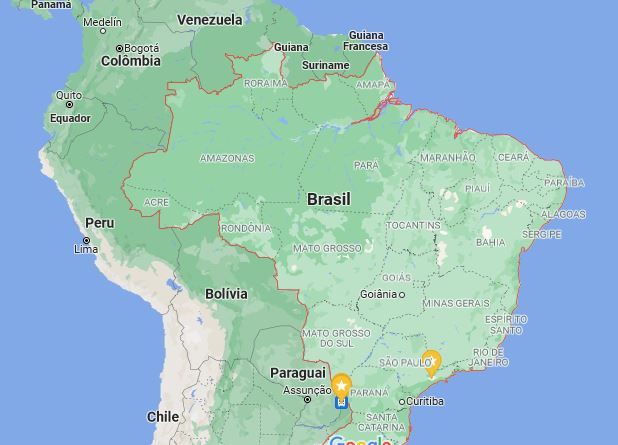 Panamá
Venezuela
Medelín
Bogotá
Colômbia
Guiana
Guiana
Francesa
Suriname
RORAIMA
AMAPÁ
Quito
Equador
AMAZONAS
PARÁ
MARANHÃO
CEARÁ
PARAÍBA
PIAUÍ
ACRE
Brasil
ALAGOAS
SERGIPE
Peru
Lima
RONDÔNIA
TOCANTINS
BAHIA
MATO GROSSO
GOIÁS
Bolívia
Goiânia
MINAS GERAIS
ESPÍRITO
SANTO
MATO GROSSO
DO SUL
RIO DE
JANEIRO
SÃO PAULO
Paraguai
Assunção
PARANÁ
Curitiba
Chile
SANTA
CATARINA
Google